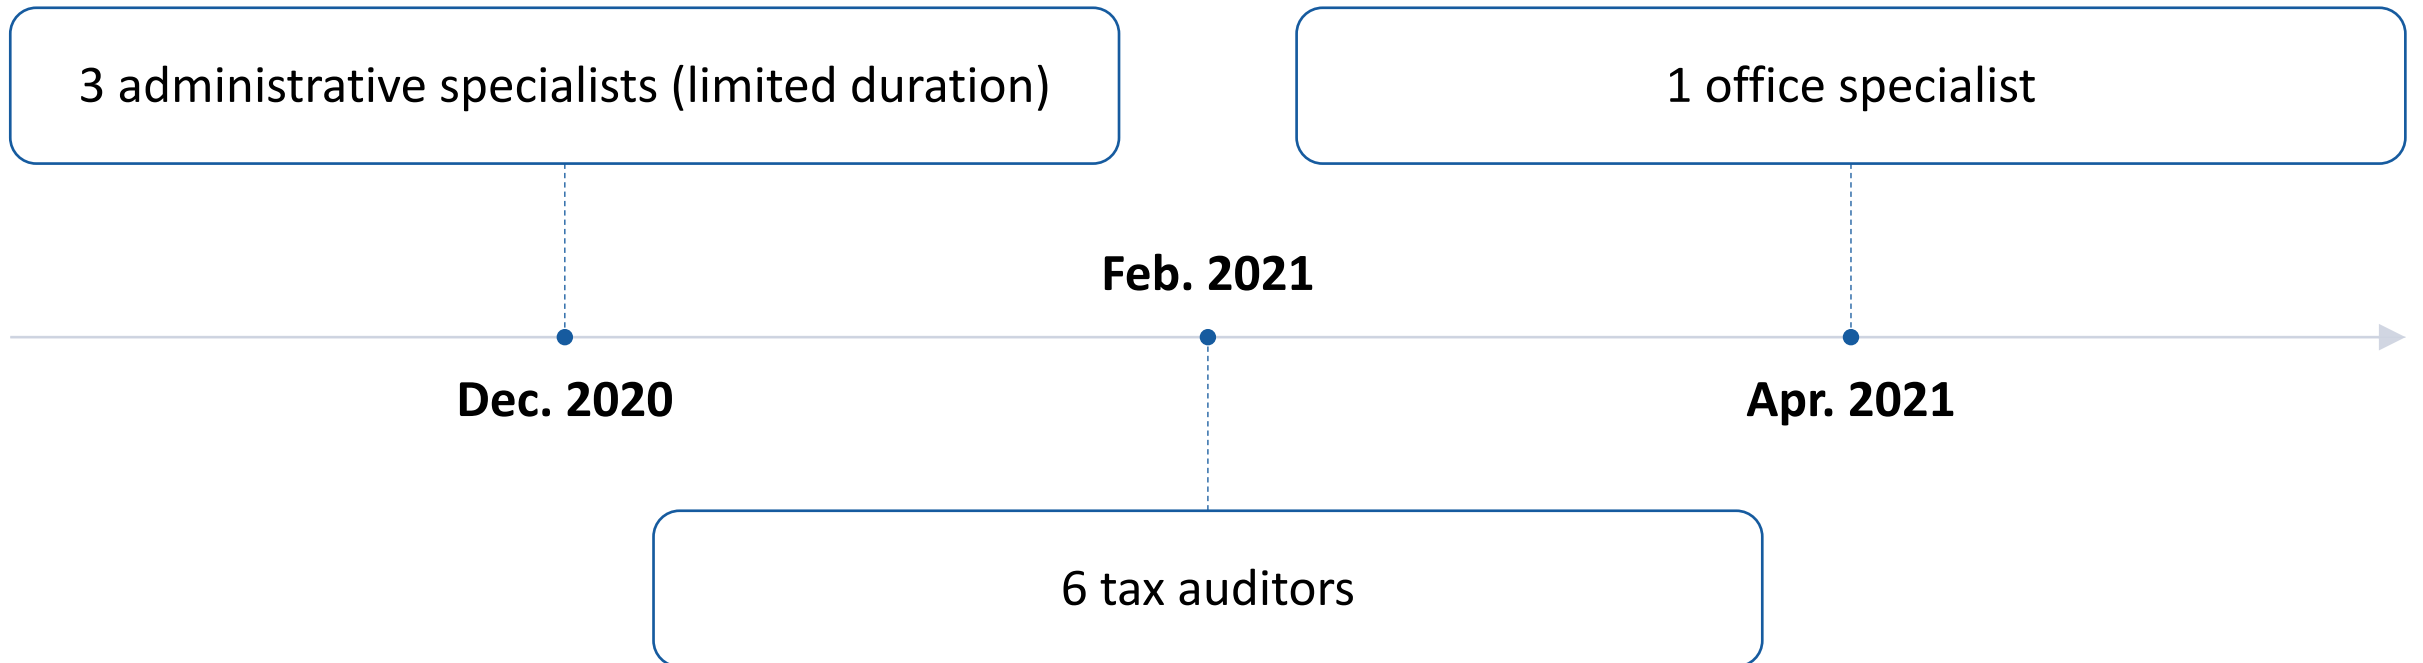 3 administrative specialists (limited duration)
1 office specialist
Feb. 2021
Dec. 2020
Apr. 2021
6 tax auditors